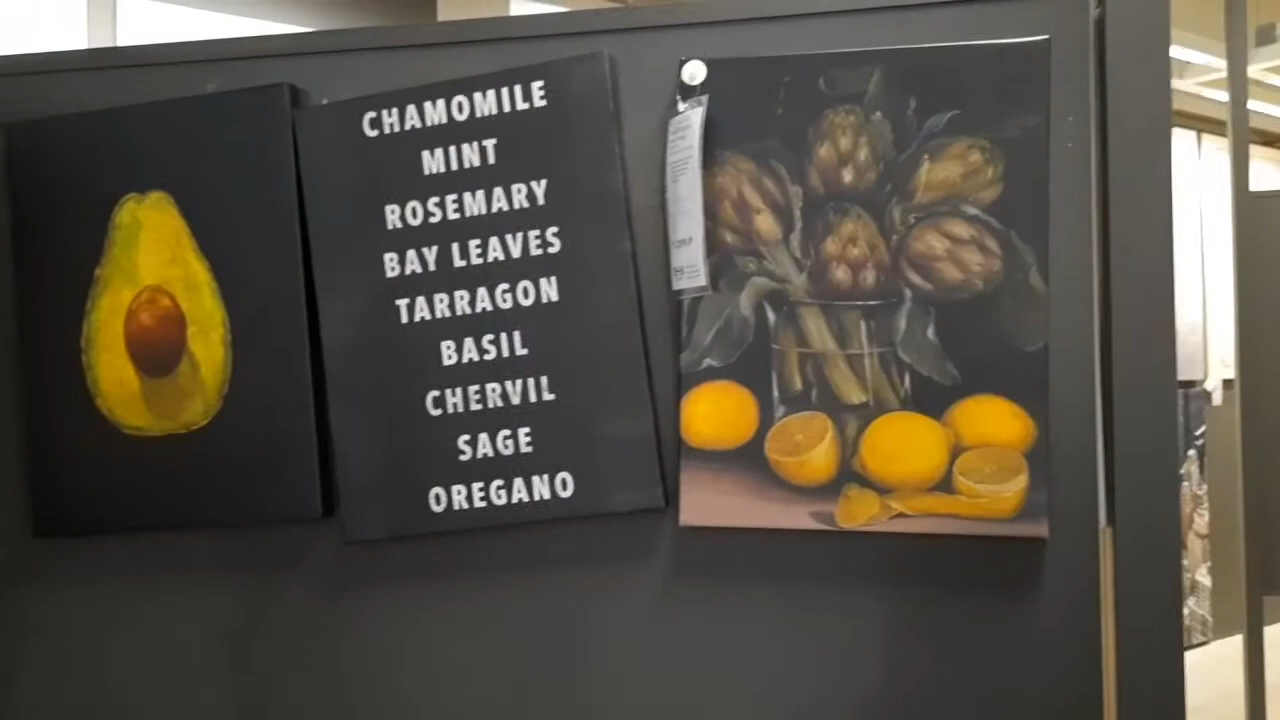 CHAMOMILE
MINT
ROSEMARY
BAY LEAVES
TARRAGON
BASIL
CHERVIL
SAGE
OREGANO